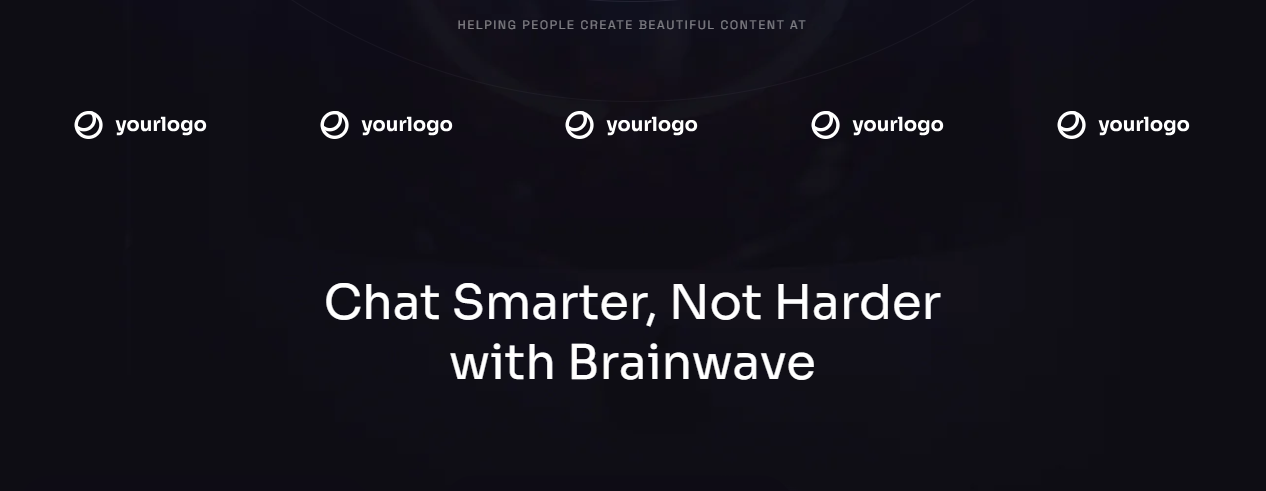 HELPING PEOPLE CREATE BEAUTIFUL CONTENT AT
yourlogo yourlogo yourlogo yourlogo yourlogo
Chat Smarter, Not Harder
with Brainwave